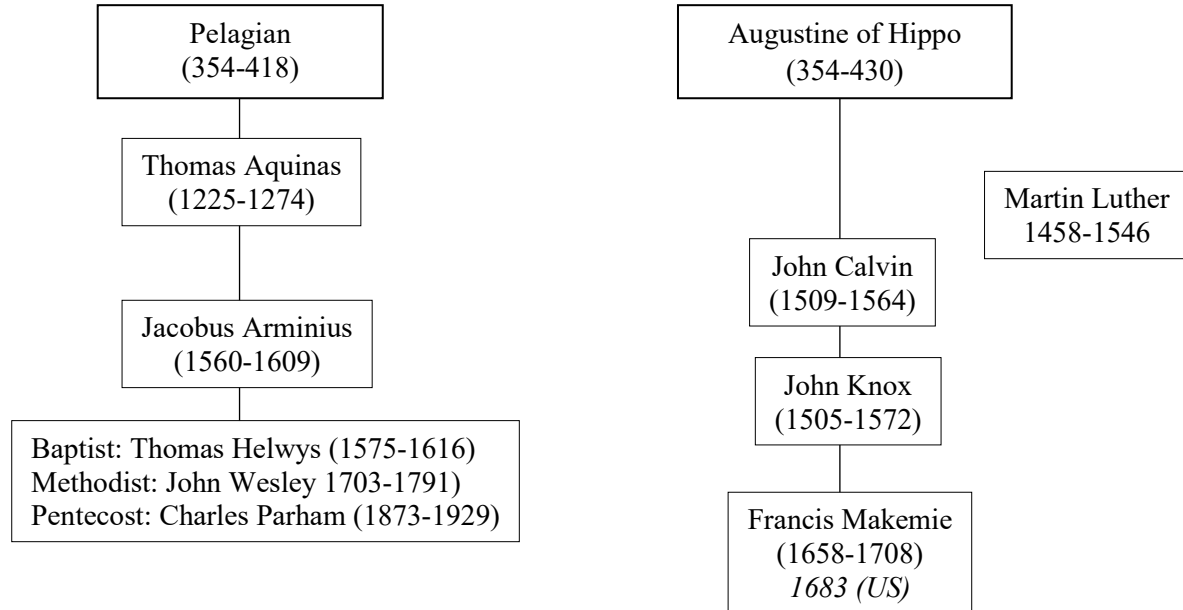 Pelagian
(354-418)
Thomas Aquinas
(1225-1274)
Jacobus Arminius
(1560-1609)
Baptist: Thomas Helwys (1575-1616)
Methodist: John Wesley 1703-1791)
Pentecost: Charles Parham (1873-1929)
Augustine of Hippo
(354-430)
Martin Luther
1458-1546
John Calvin
(1509-1564)
John Knox
(1505-1572)
Francis Makemie
(1658-1708)
1683 (US)